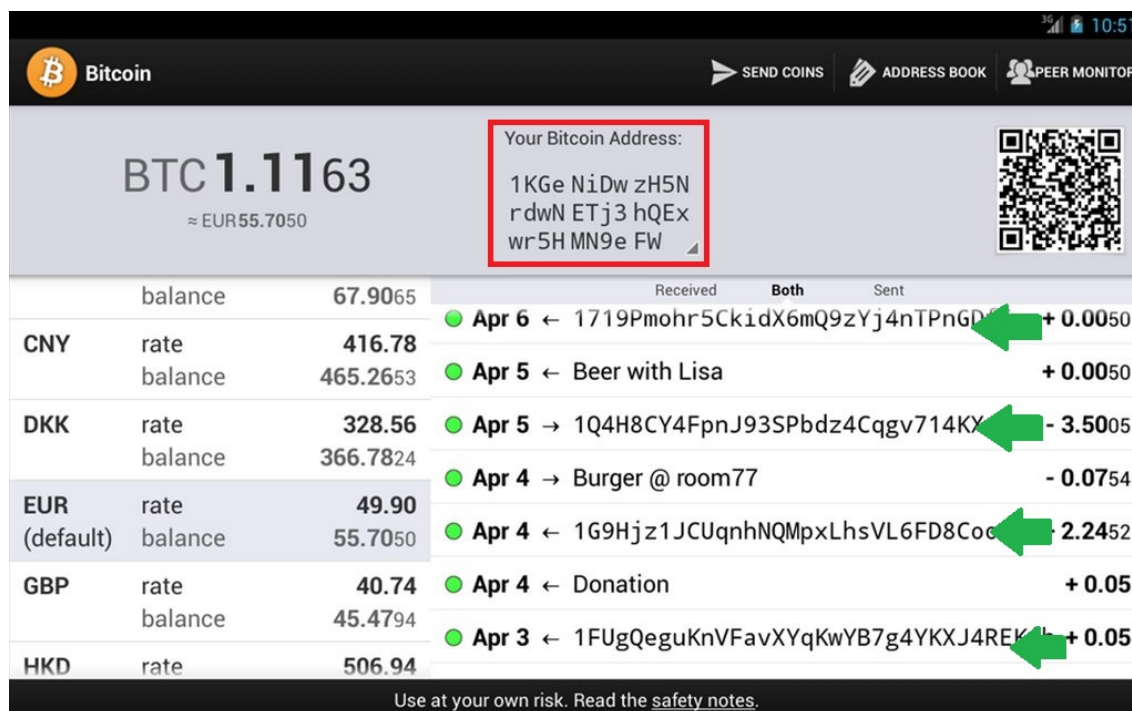 3G 10:51
Bitcoin SEND COINS ADDRESS BOOK PEER MONITOR
Your Bitcoin Address:
BTC 1.1163
≈ EUR 55.7050
1KGe NiDw zH5N
rdwN ETj3 hQEx
wr5H MN9e FW
balance 67.9065
CNY rate 416.78
balance 465.2653
DKK rate 328.56
balance 366.7824
EUR rate 49.90
(default) balance 55.7050
GBP rate 40.74
balance 45.4794
HKD rate 506.94
Received Both Sent
Apr 6 ← + 0.0050
Apr 5 ← Beer with Lisa + 0.0050
Apr 5 → - 3.5005
Apr 4 → Burger @ room77 - 0.0754
Apr 4 ← 2.2452
Apr 4 ← Donation + 0.05
Apr 3 ← + 0.05
Use at your own risk. Read the safety notes.